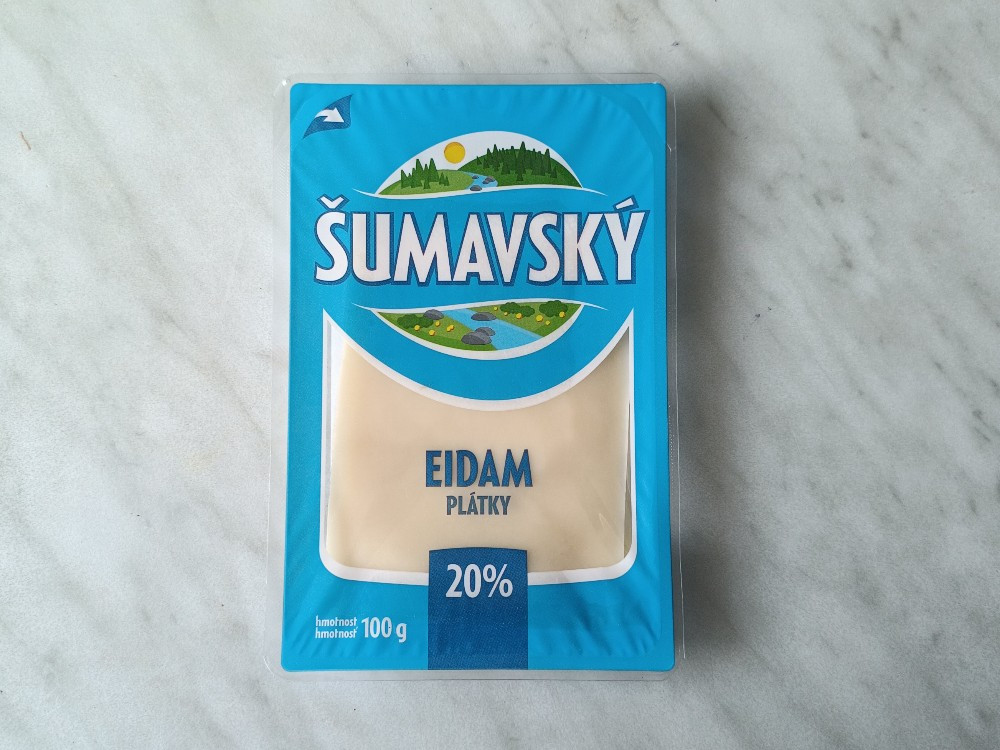 ŠUMAVSKÝ
EIDAM
PLÁTKY
20%
hmotnost
hmotnosť 100 g